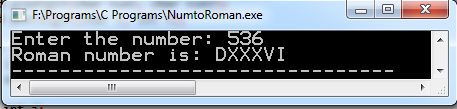 F:\Programs\C Programs\NumtoRoman.exe
Enter the number: 536
Roman number is: DXXXVI
--------------------------------